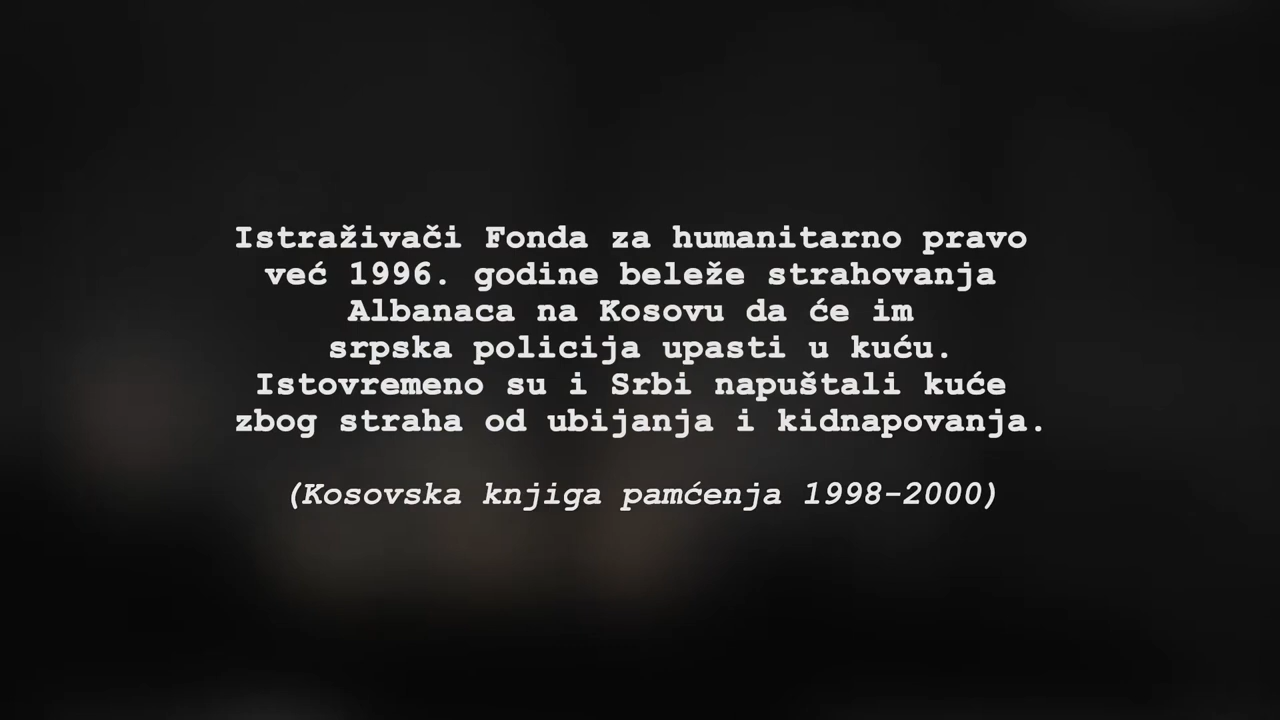 Istraživači Fonda za humanitarno pravo
već 1996. godine beleže strahovanja
Albanaca na Kosovu da će im
srpska policija upasti u kuću.
Istovremeno su i Srbi napuštali kuće
zbog straha od ubijanja i kidnapovanja.
(Kosovska knjiga pamćenja 1998-2000)